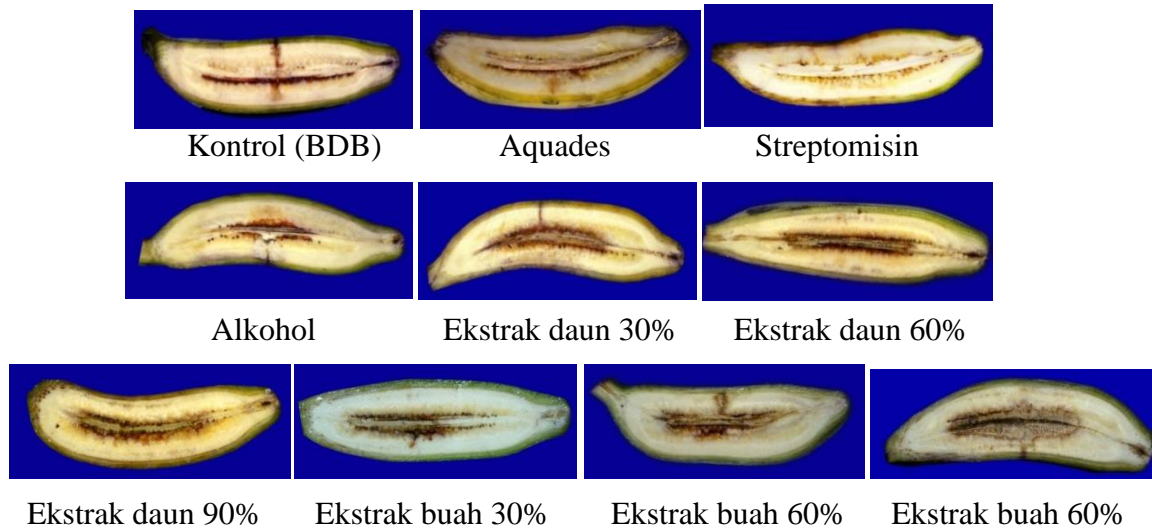 Kontrol (BDB) Aquades Streptomisin
Alkohol Ekstrak daun 30% Ekstrak daun 60%
Ekstrak daun 90% Ekstrak buah 30% Ekstrak buah 60% Ekstrak buah 60%